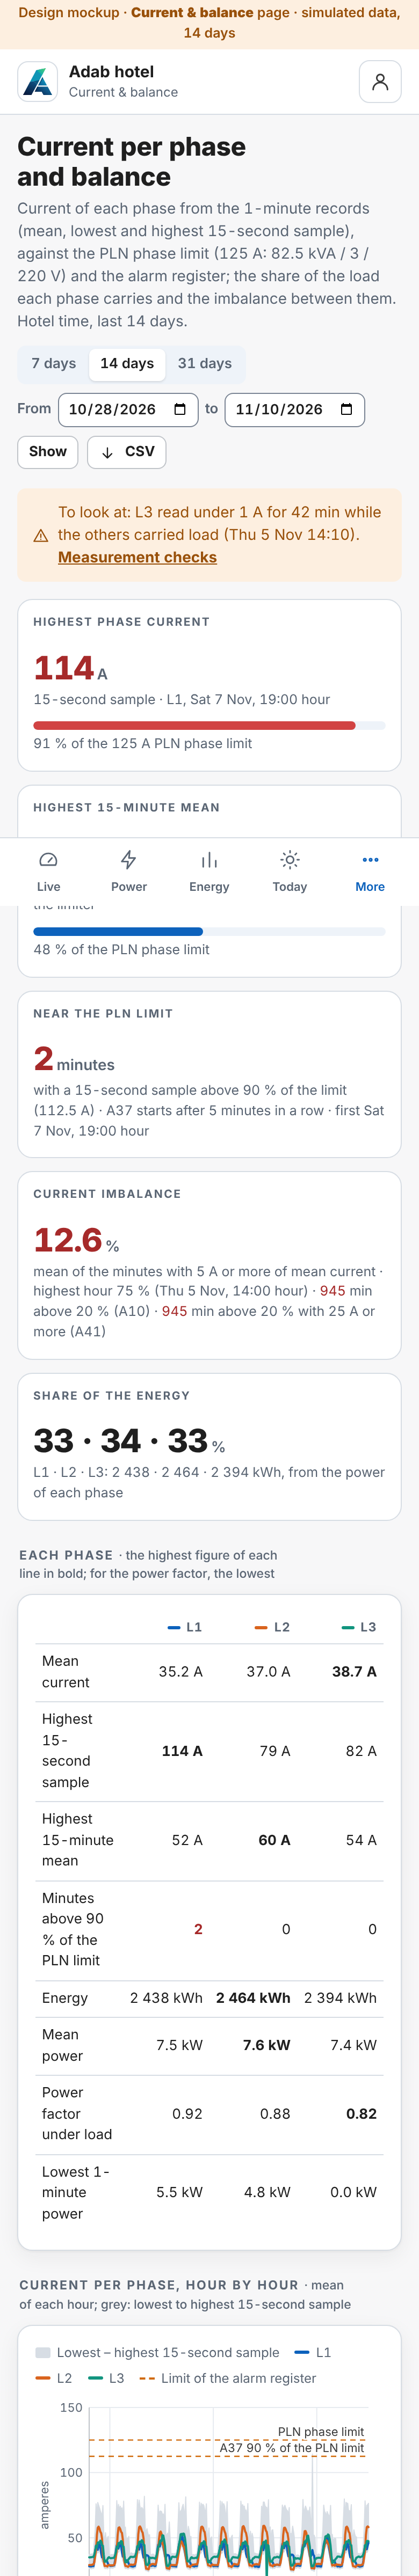 Design mockup · Current & balance page · simulated data,
14 days
Adab hotel
Current & balance
Current per phase
and balance
Current of each phase from the 1-minute records
(mean, lowest and highest 15-second sample),
against the PLN phase limit (125 A: 82.5 kVA / 3 /
220 V) and the alarm register; the share of the load
each phase carries and the imbalance between them.
Hotel time, last 14 days.
7 days 14 days 31 days
From 10/28/2026 to 11/10/2026
Show ↓ CSV
To look at: L3 read under 1 A for 42 min while
the others carried load (Thu 5 Nov 14:10).
Measurement checks
HIGHEST PHASE CURRENT
114 A
15-second sample · L1, Sat 7 Nov, 19:00 hour
91 % of the 125 A PLN phase limit
HIGHEST 15-MINUTE MEAN
Live Power Energy Today More
the limiter
48 % of the PLN phase limit
NEAR THE PLN LIMIT
2 minutes
with a 15-second sample above 90 % of the limit
(112.5 A) · A37 starts after 5 minutes in a row · first Sat
7 Nov, 19:00 hour
CURRENT IMBALANCE
12.6 %
mean of the minutes with 5 A or more of mean current ·
highest hour 75 % (Thu 5 Nov, 14:00 hour) · 945 min
above 20 % (A10) · 945 min above 20 % with 25 A or
more (A41)
SHARE OF THE ENERGY
33 · 34 · 33 %
L1 · L2 · L3: 2 438 · 2 464 · 2 394 kWh, from the power
of each phase
EACH PHASE · the highest figure of each
line in bold; for the power factor, the lowest
L1 L2 L3
Mean
current 35.2 A 37.0 A 38.7 A
Highest
15-
second
sample 114 A 79 A 82 A
Highest
15-minute
mean 52 A 60 A 54 A
Minutes
above 90
% of the
PLN limit 2 0 0
Energy 2 438 kWh 2 464 kWh 2 394 kWh
Mean
power 7.5 kW 7.6 kW 7.4 kW
Power
factor
under load 0.92 0.88 0.82
Lowest 1-
minute
power 5.5 kW 4.8 kW 0.0 kW
CURRENT PER PHASE, HOUR BY HOUR · mean
of each hour; grey: lowest to highest 15-second sample
Lowest – highest 15-second sample L1
L2 L3 Limit of the alarm register
150
PLN phase limit
A37 90 % of the PLN limit
100
amperes
50